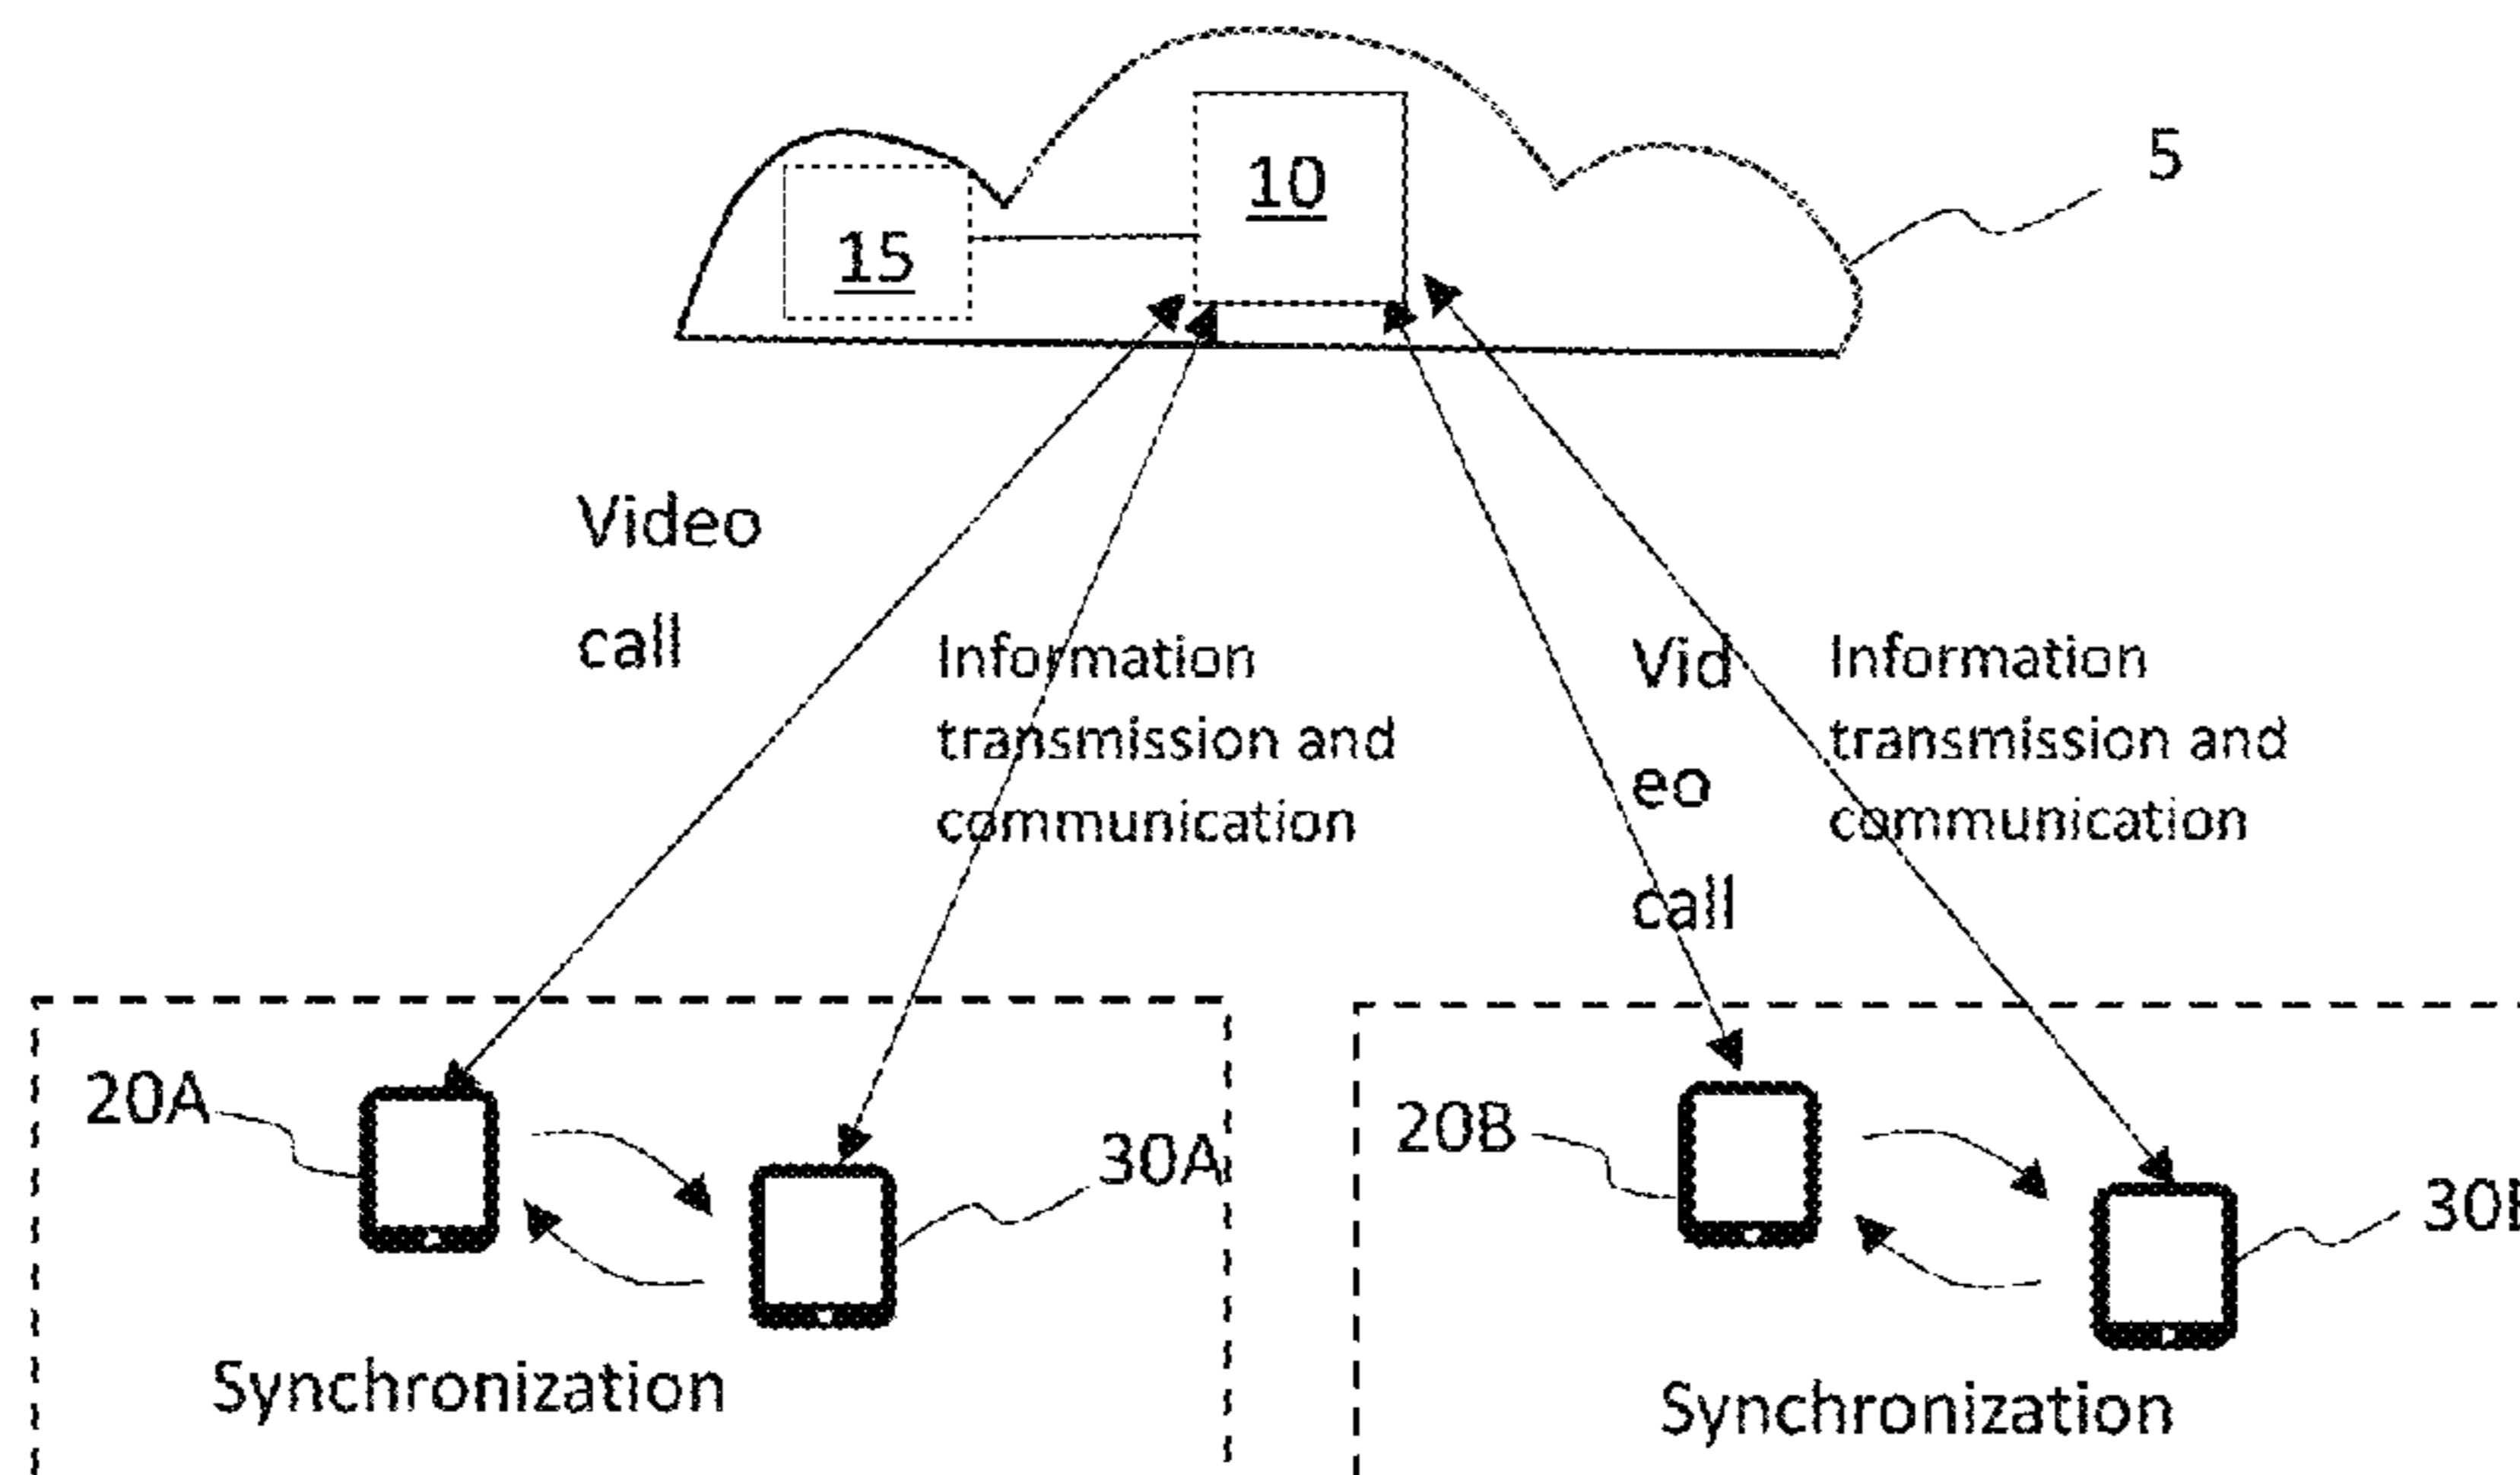 5
10
15
Video
call
Information
transmission and
communication
Vid
eo
call
Information
transmission and
communication
20A
30A
20B
Synchronization
Synchronization